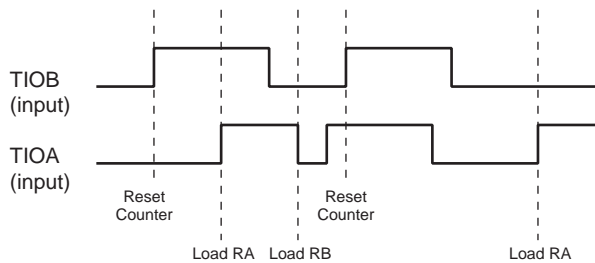 TIOB
(input)
TIOA
(input)
Reset
Counter
Reset
Counter
Load RA
Load RB
Load RA